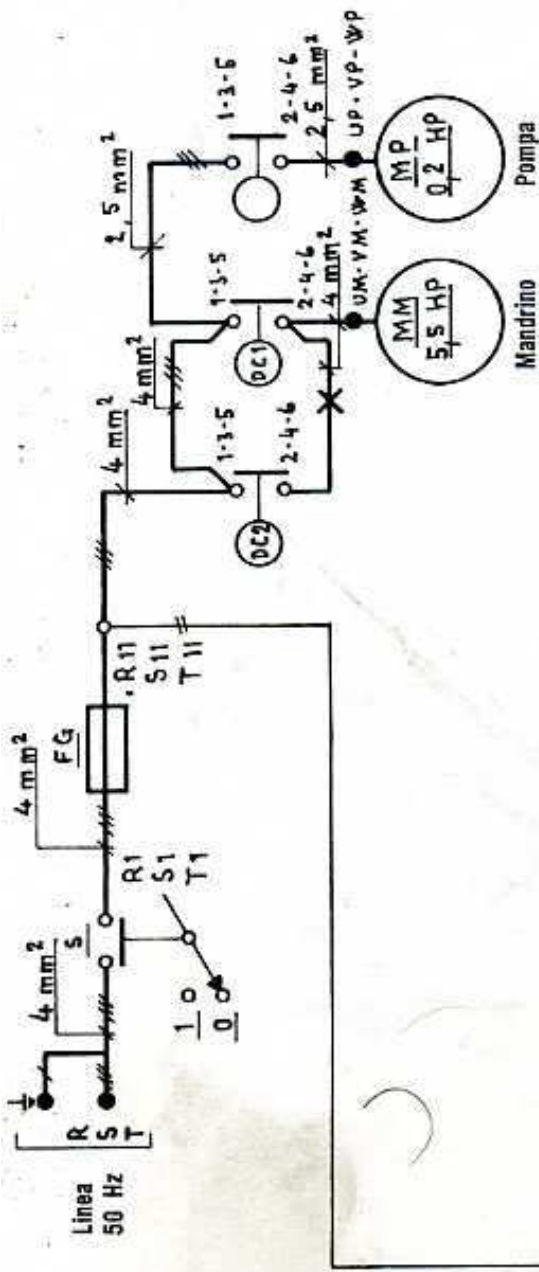 Linea
50 Hz
R
S
T
4 mm²
S
1
0
R1
S1
T1
4 mm²
FG
.R11
S11
T11
4 mm²
DC2
1-3-5
2-4-6
4 mm²
DC1
1-3-5
2-4-6
4 mm²
UM-VM-WM
MM
5,5 HP
Mandrino
2,5 mm²
1-3-5
2-4-6
2,5 mm²
UP-VP-WP
MP
0,2 HP
Pompa